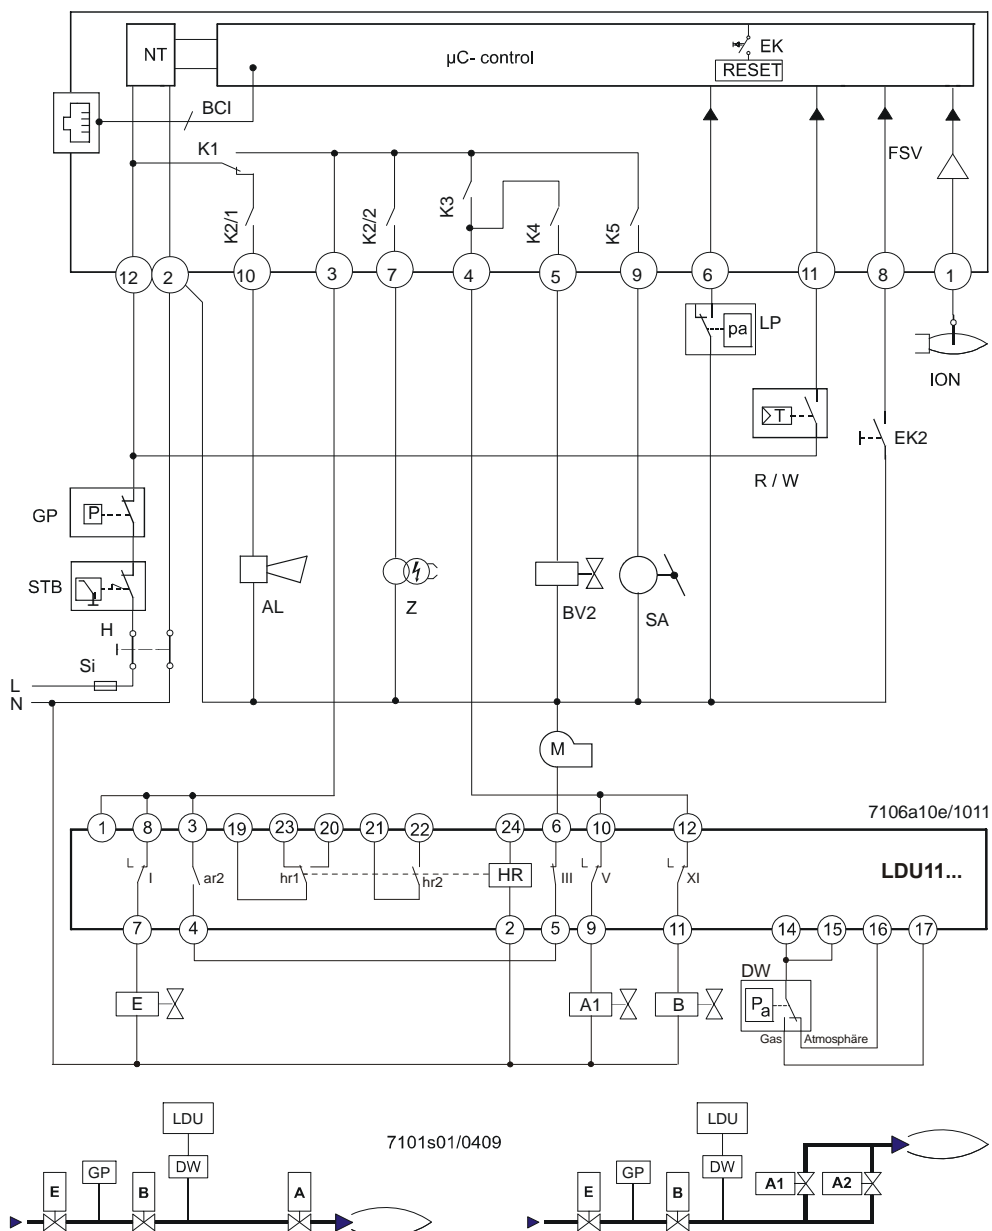 NT
µC- control
EK
RESET
BCI
K1
FSV
K2/1
K2/2
K3
K4
K5
12
2
10
3
7
4
5
9
6
11
8
1
pa
LP
ION
T
EK2
R / W
GP
P
STB
AL
Z
BV2
SA
H
I
Si
L
N
M
7106a10e/1011
1
8
3
19
23
20
21
22
24
6
10
12
LDU11...
L
I
ar2
hr1
hr2
HR
III
L
V
L
XI
7
4
2
5
9
11
14
15
16
17
DW
E
A1
B
Pa
Gas
Atmosphäre
LDU
7101s01/0409
LDU
GP
DW
GP
DW
E
B
A
E
B
A1
A2